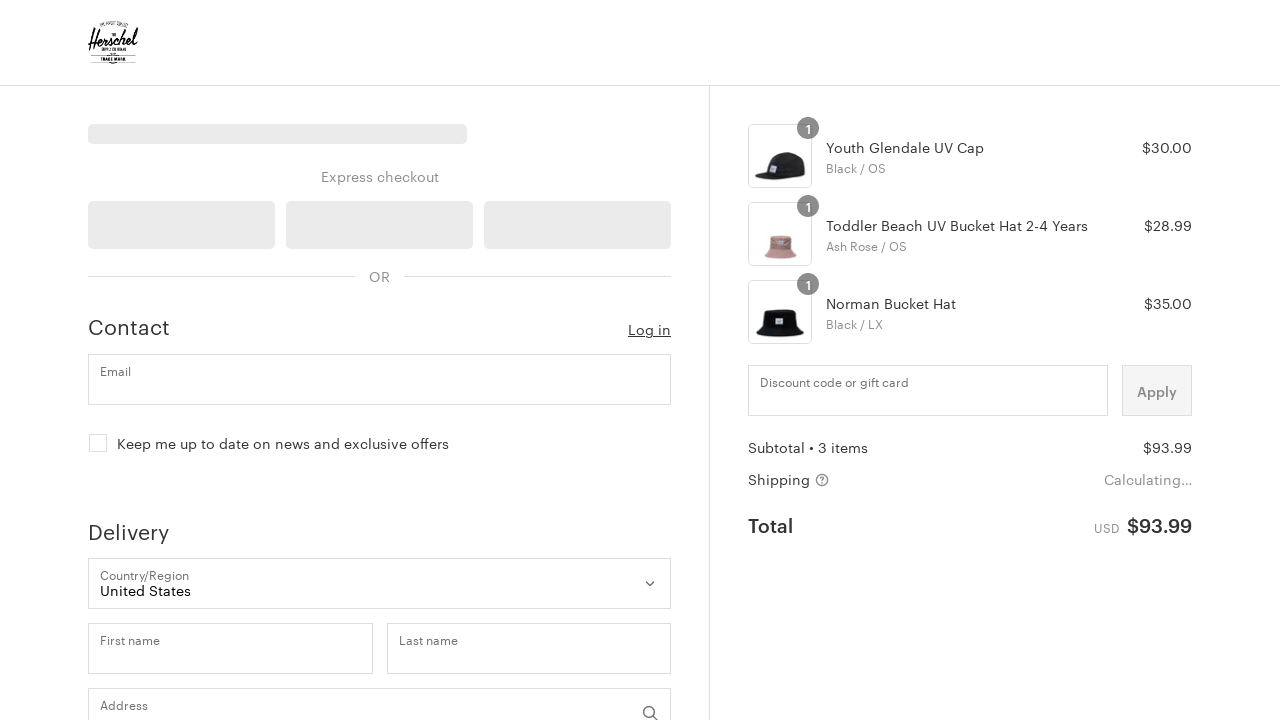 Herschel
TRADE MARK
Express checkout
OR
Contact
Log in
Email
Keep me up to date on news and exclusive offers
Delivery
Country/Region
United States
First name
Last name
Address
1
Youth Glendale UV Cap
$30.00
Black / OS
1
Toddler Beach UV Bucket Hat 2-4 Years
$28.99
Ash Rose / OS
1
Norman Bucket Hat
$35.00
Black / LX
Discount code or gift card
Apply
Subtotal • 3 items
$93.99
Shipping
Calculating...
Total
USD $93.99